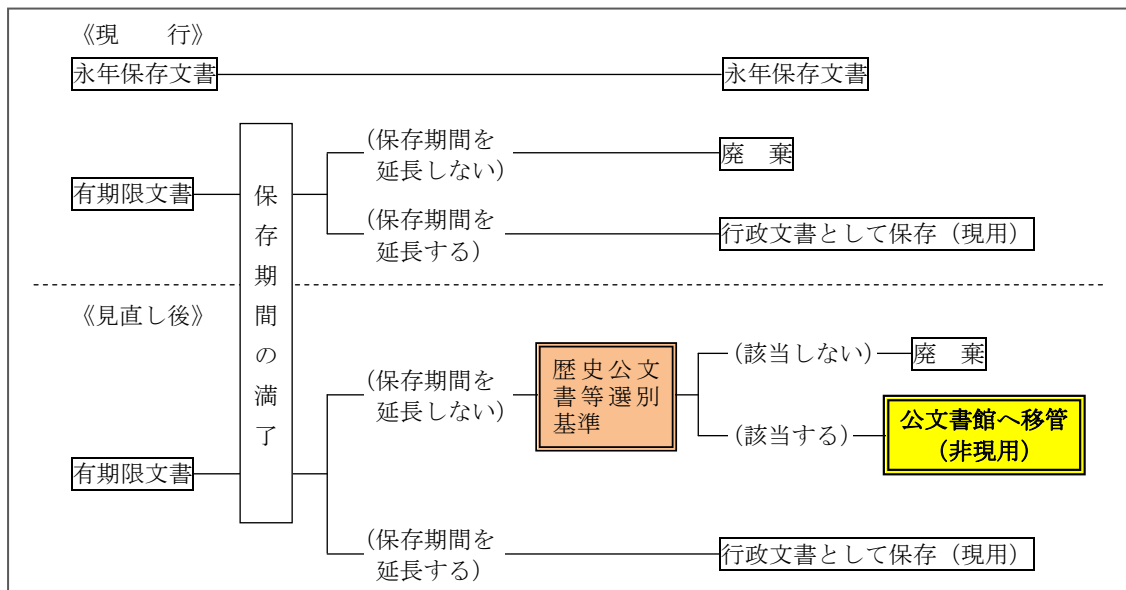 《現　　行》
永年保存文書
永年保存文書
有期限文書
保存期間の満了
(保存期間を
延長しない)
廃　棄
(保存期間を
延長する)
行政文書として保存（現用）
《見直し後》
有期限文書
(保存期間を
延長しない)
歴史公文
書等選別
基準
(該当しない)
廃　棄
(該当する)
公文書館へ移管
（非現用）
(保存期間を
延長する)
行政文書として保存（現用）